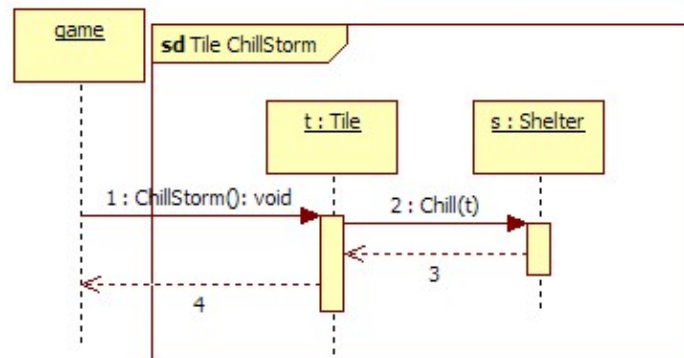 game
sd Tile ChillStorm
t : Tile
s : Shelter
1 : ChillStorm(): void
2 : Chill(t)
3
4